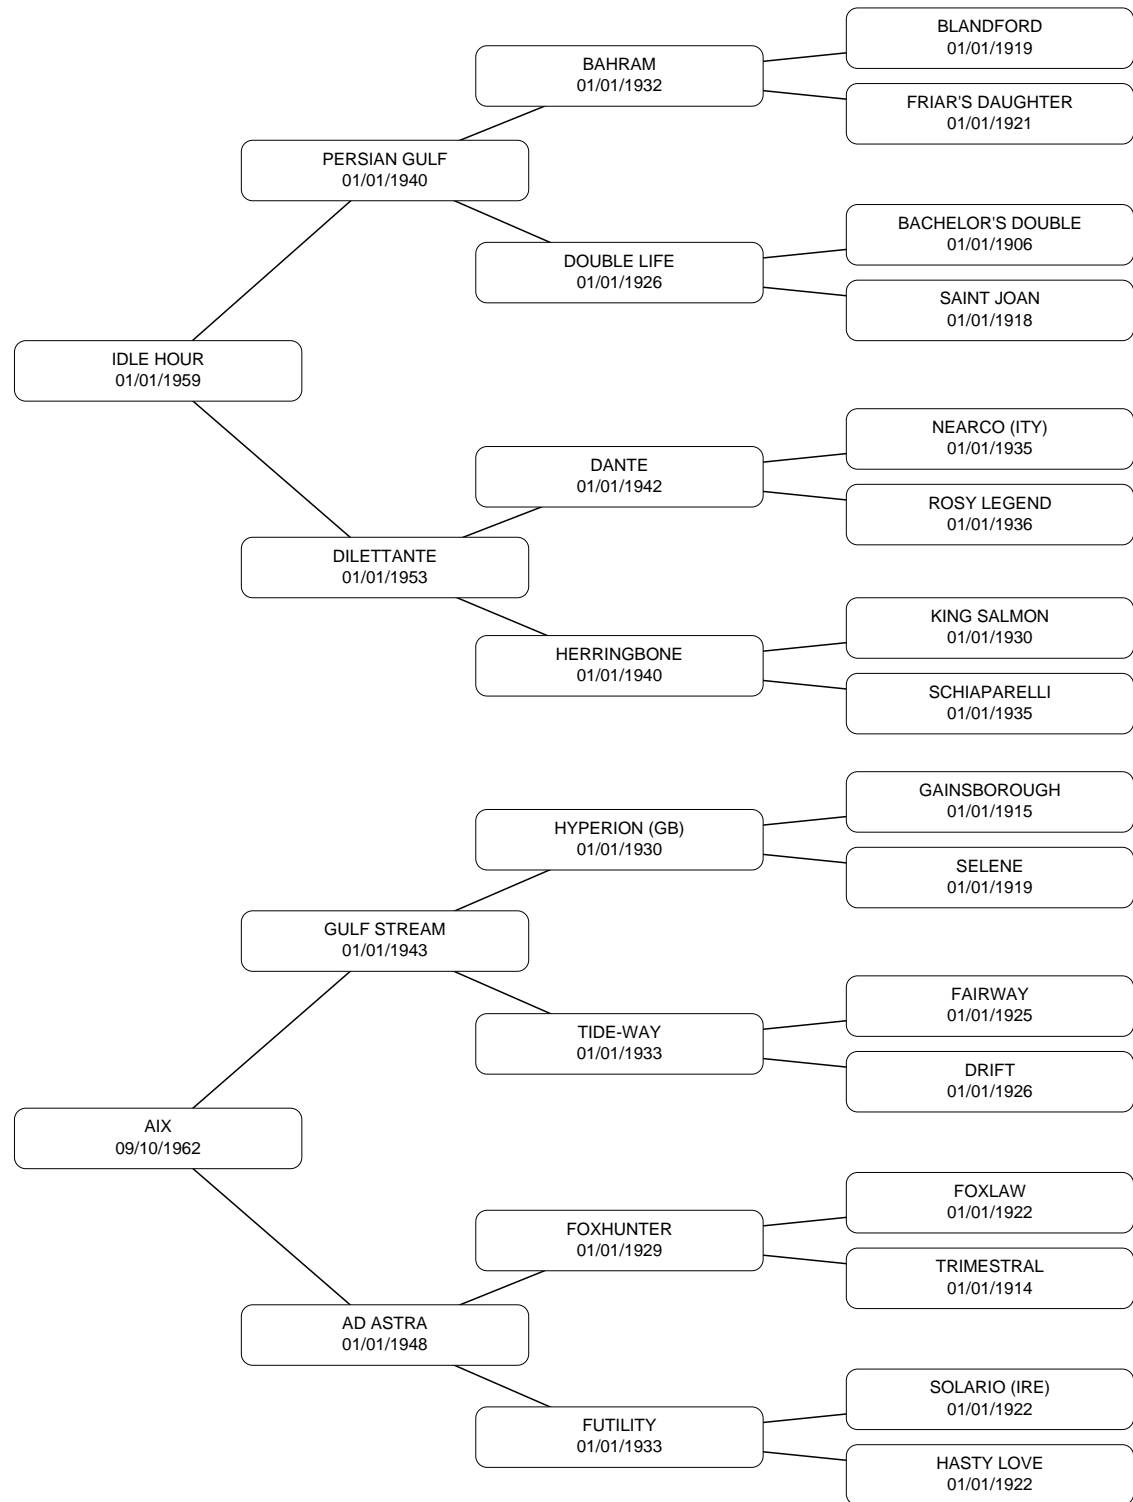 BLANDFORD
01/01/1919
BAHRAM
01/01/1932
FRIAR'S DAUGHTER
01/01/1921
PERSIAN GULF
01/01/1940
BACHELOR'S DOUBLE
01/01/1906
DOUBLE LIFE
01/01/1926
SAINT JOAN
01/01/1918
IDLE HOUR
01/01/1959
NEARCO (ITY)
01/01/1935
DANTE
01/01/1942
ROSY LEGEND
01/01/1936
DILETTANTE
01/01/1953
KING SALMON
01/01/1930
HERRINGBONE
01/01/1940
SCHIAPARELLI
01/01/1935
GAINSBOROUGH
01/01/1915
HYPERION (GB)
01/01/1930
SELENE
01/01/1919
GULF STREAM
01/01/1943
FAIRWAY
01/01/1925
TIDE-WAY
01/01/1933
DRIFT
01/01/1926
AIX
09/10/1962
FOXLAW
01/01/1922
FOXHUNTER
01/01/1929
TRIMESTRAL
01/01/1914
AD ASTRA
01/01/1948
SOLARIO (IRE)
01/01/1922
FUTILITY
01/01/1933
HASTY LOVE
01/01/1922